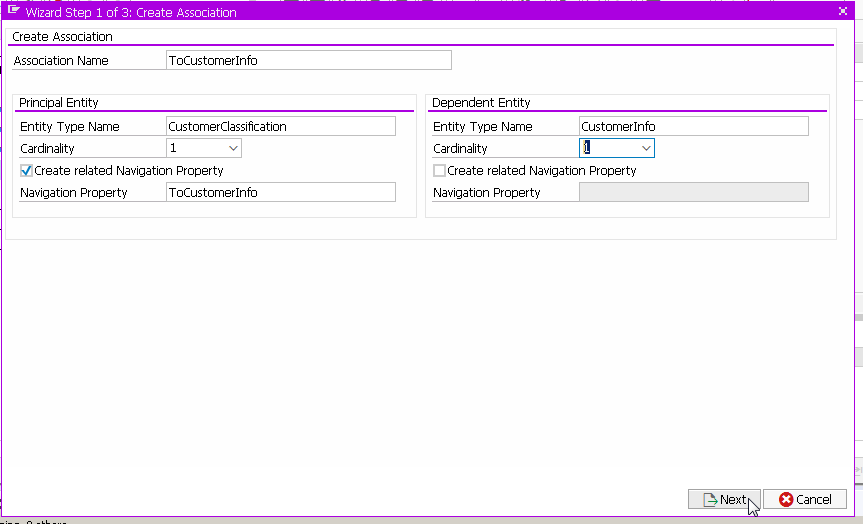 Wizard Step 1 of 3: Create Association
Create Association
Association Name ToCustomerInfo
Principal Entity
Entity Type Name CustomerClassification
Cardinality 1
Create related Navigation Property
Navigation Property ToCustomerInfo
Dependent Entity
Entity Type Name CustomerInfo
Cardinality 1
Create related Navigation Property
Navigation Property
Next Cancel